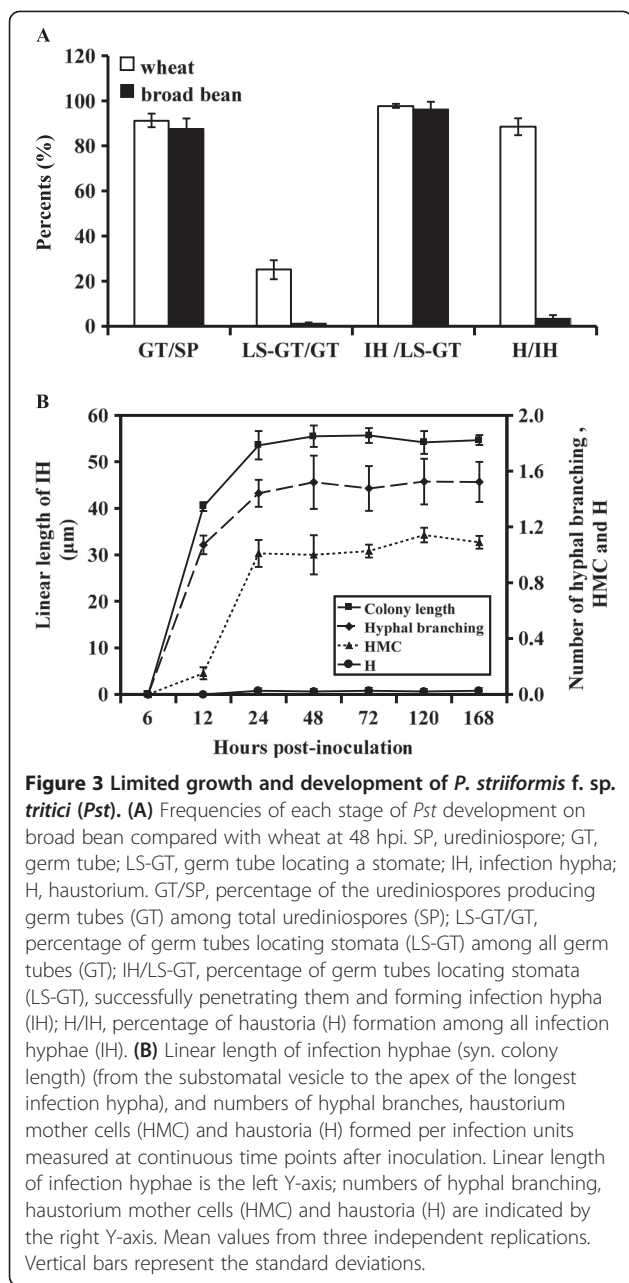 A
120
100
80
60
40
20
0
Percents (%)
wheat
broad bean
GT/SP LS-GT/GT IH /LS-GT H/IH
B
60
50
40
30
20
10
0
Linear length of IH
(µm)
2.0
1.6
1.2
0.8
0.4
0.0
Number of hyphal branching ,
HMC and H
Colony length
Hyphal branching
HMC
H
6 12 24 48 72 120 168
Hours post-inoculation
Figure 3 Limited growth and development of P. striiformis f. sp.
tritici (Pst). (A) Frequencies of each stage of Pst development on
broad bean compared with wheat at 48 hpi. SP, urediniospore; GT,
germ tube; LS-GT, germ tube locating a stomate; IH, infection hypha;
H, haustorium. GT/SP, percentage of the urediniospores producing
germ tubes (GT) among total urediniospores (SP); LS-GT/GT,
percentage of germ tubes locating stomata (LS-GT) among all germ
tubes (GT); IH/LS-GT, percentage of germ tubes locating stomata
(LS-GT), successfully penetrating them and forming infection hypha
(IH); H/IH, percentage of haustoria (H) formation among all infection
hyphae (IH). (B) Linear length of infection hyphae (syn. colony
length) (from the substomatal vesicle to the apex of the longest
infection hypha), and numbers of hyphal branches, haustorium
mother cells (HMC) and haustoria (H) formed per infection units
measured at continuous time points after inoculation. Linear length
of infection hyphae is the left Y-axis; numbers of hyphal branching,
haustorium mother cells (HMC) and haustoria (H) are indicated by
the right Y-axis. Mean values from three independent replications.
Vertical bars represent the standard deviations.